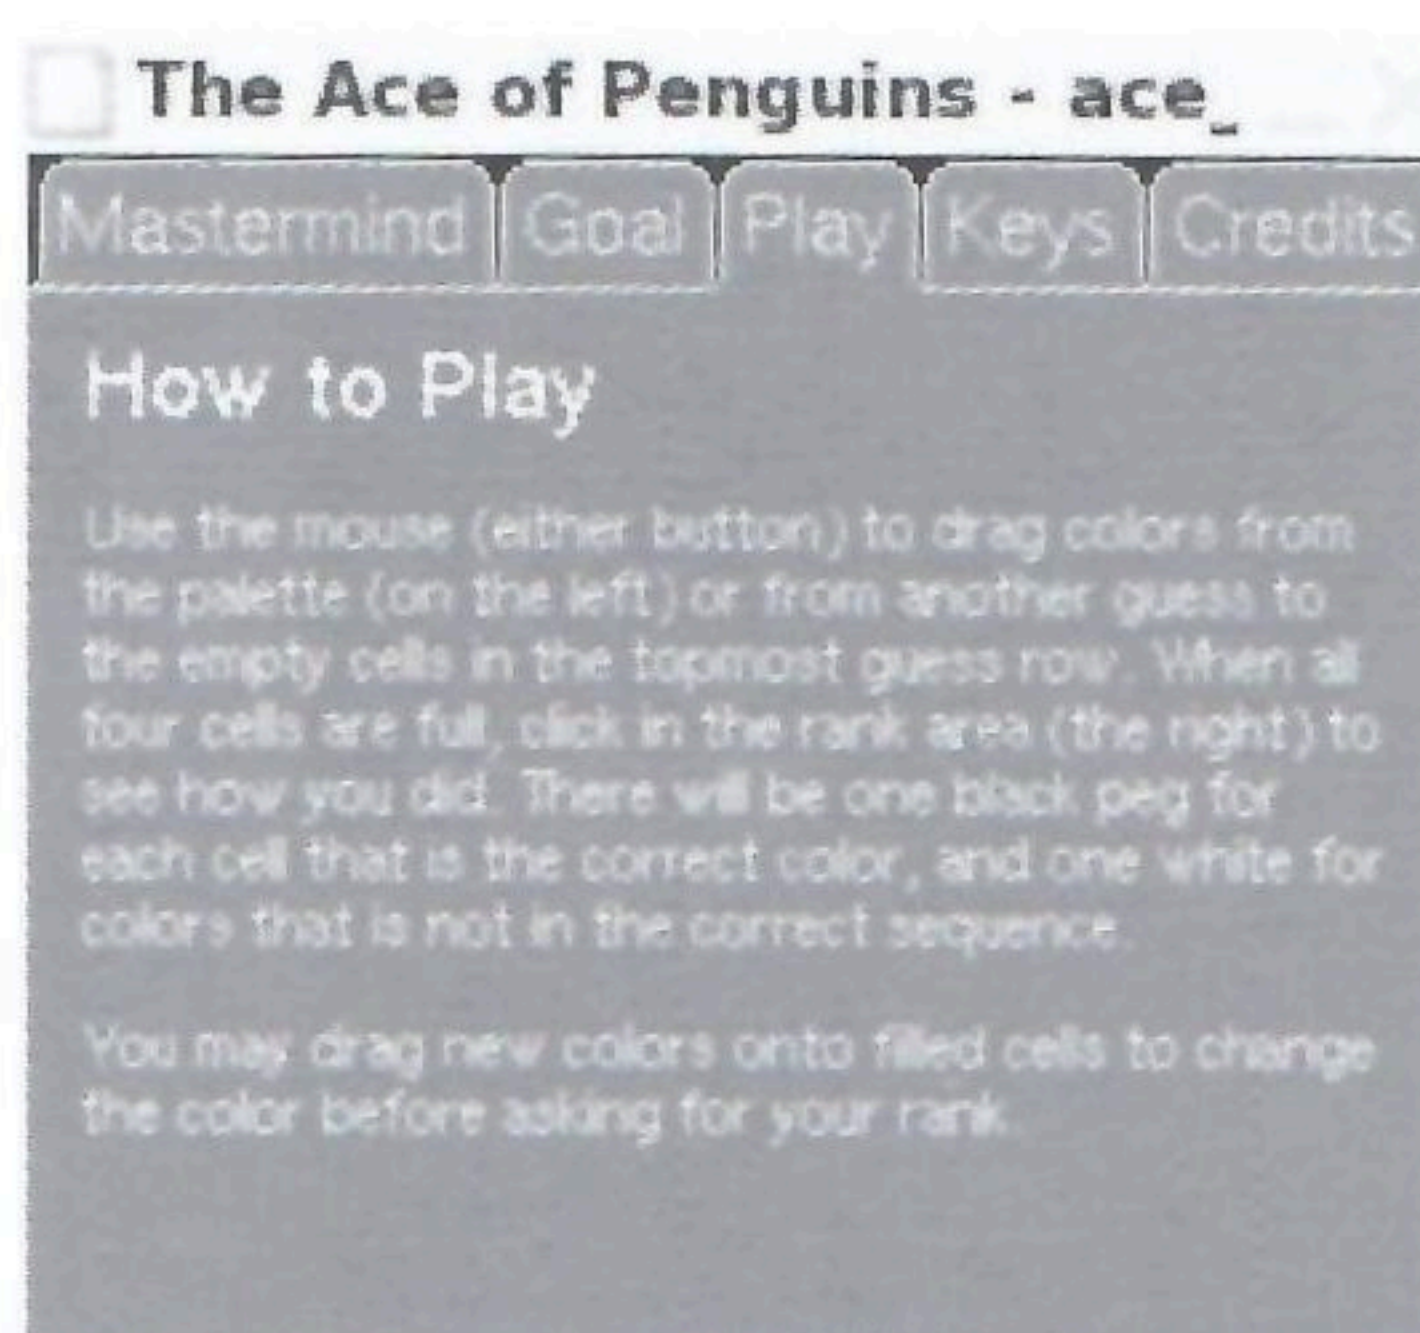 The Ace of Penguins - ace_
Mastermind Goal Play Keys Credits
How to Play
Use the mouse (either button) to drag colors from
the palette (on the left) or from another guess to
the empty cells in the topmost guess row. When all
four cells are full, click in the rank area (the right) to
see how you did. There will be one black peg for
each cell that is the correct color, and one white for
colors that is not in the correct sequence.
You may drag new colors onto filled cells to change
the color before asking for your rank.